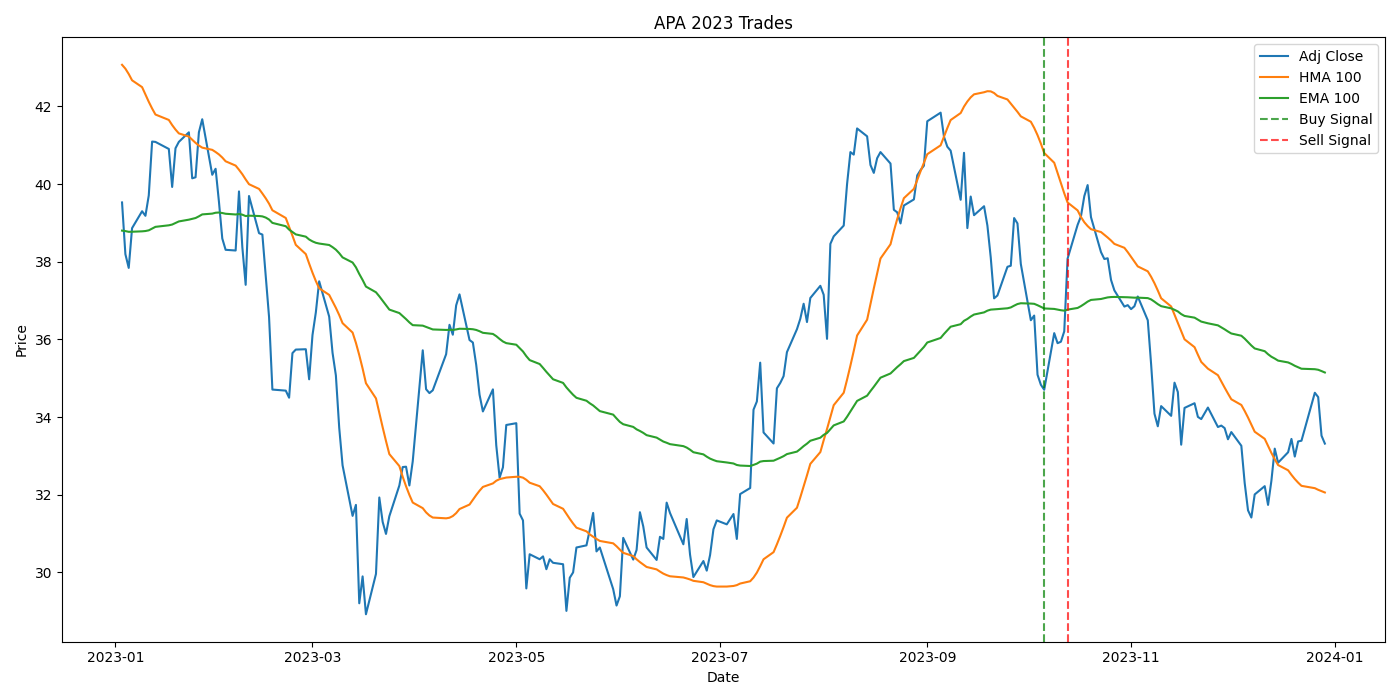 APA 2023 Trades
Adj Close
HMA 100
EMA 100
Buy Signal
Sell Signal
Price
42
40
38
36
34
32
30
2023-01
2023-03
2023-05
2023-07
2023-09
2023-11
2024-01
Date